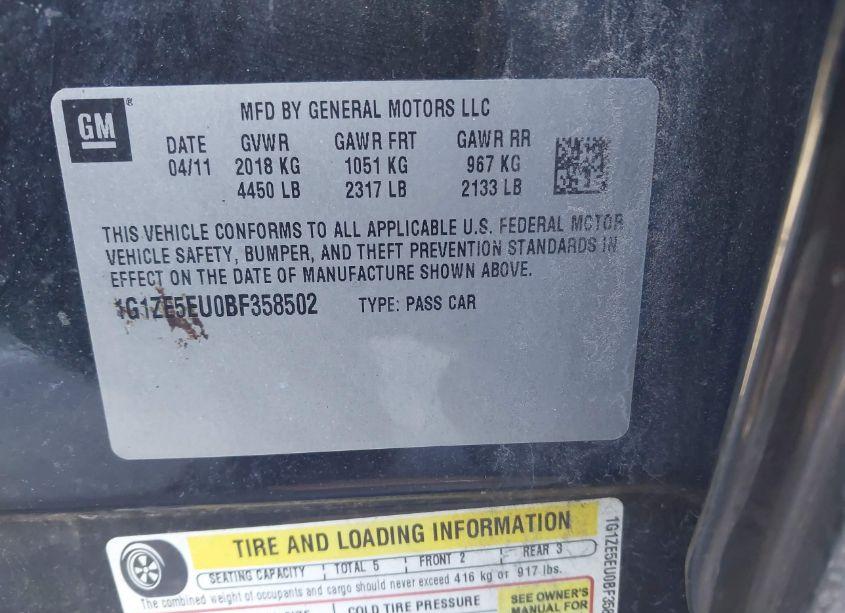 GM
MFD BY GENERAL MOTORS LLC
DATE GVWR GAWR FRT GAWR RR
04/11 2018 KG 1051 KG 967 KG
4450 LB 2317 LB 2133 LB
THIS VEHICLE CONFORMS TO ALL APPLICABLE U.S. FEDERAL MOTOR
VEHICLE SAFETY, BUMPER, AND THEFT PREVENTION STANDARDS IN
EFFECT ON THE DATE OF MANUFACTURE SHOWN ABOVE.
1G1ZE5EU0BF358502 TYPE: PASS CAR
TIRE AND LOADING INFORMATION
SEATING CAPACITY TOTAL 5 FRONT 2 REAR 3
The combined weight of occupants and cargo should never exceed 416 kg or 917 lbs.
COLD TIRE PRESSURE
SEE OWNER'S
MANUAL FOR
1G1ZE5EU0BF358